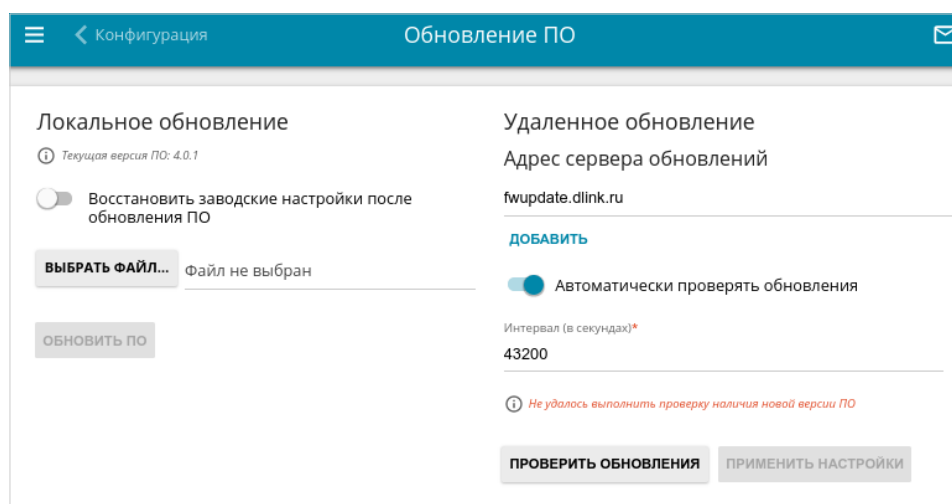 Конфигурация
Обновление ПО
Локальное обновление
Текущая версия ПО: 4.0.1
Восстановить заводские настройки после
обновления ПО
ВЫБРАТЬ ФАЙЛ...
Файл не выбран
ОБНОВИТЬ ПО
Удаленное обновление
Адрес сервера обновлений
fwupdate.dlink.ru
ДОБАВИТЬ
Автоматически проверять обновления
Интервал (в секундах)*
43200
Не удалось выполнить проверку наличия новой версии ПО
ПРОВЕРИТЬ ОБНОВЛЕНИЯ
ПРИМЕНИТЬ НАСТРОЙКИ